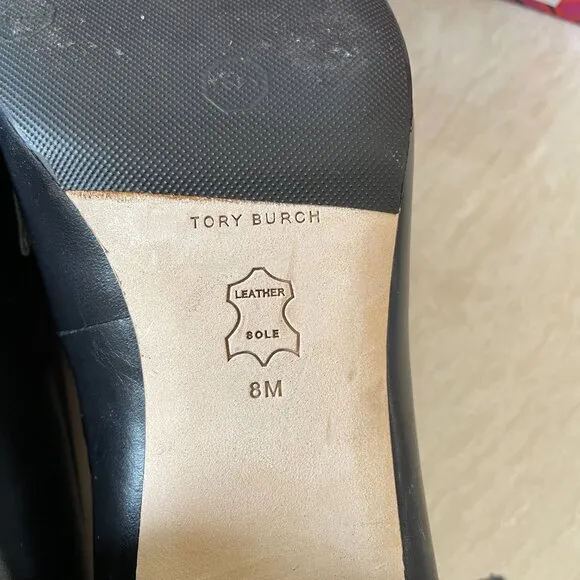 TORY BURCH
LEATHER
SOLE
8M